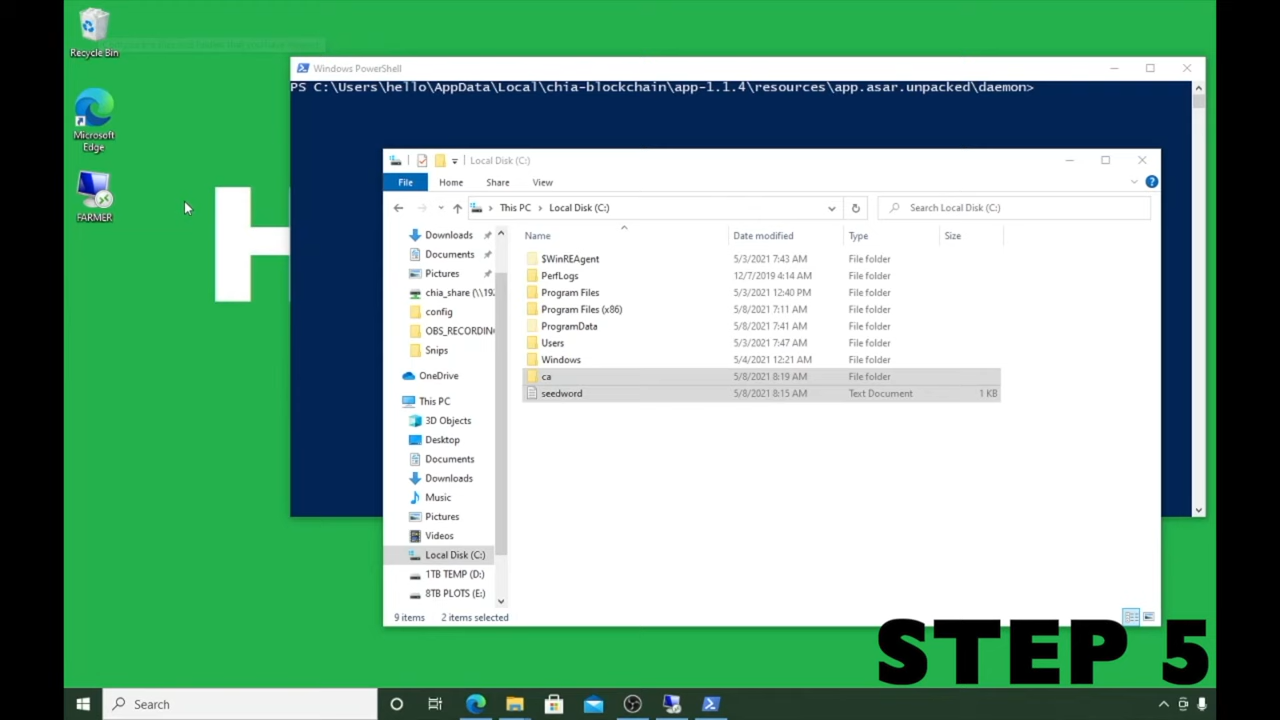 Recycle Bin
Microsoft
Edge
FARMER
H
Windows PowerShell
PS C:\Users\hello\AppData\Local\chia-blockchain\app-1.1.4\resources\app.asar.unpacked\daemon>
Local Disk (C:)
File Home Share View
This PC Local Disk (C:) Search Local Disk (C:)
Name Date modified Type Size
$WinREAgent 5/3/2021 7:43 AM File folder
PerfLogs 12/7/2019 4:14 AM File folder
Program Files 5/3/2021 12:40 PM File folder
Program Files (x86) 5/8/2021 7:11 AM File folder
ProgramData 5/8/2021 7:41 AM File folder
Users 5/3/2021 7:47 AM File folder
Windows 5/4/2021 12:21 AM File folder
ca 5/8/2021 8:19 AM File folder
seedword 5/8/2021 8:15 AM Text Document 1 KB
Downloads
Documents
Pictures
chia_share (\\19
config
OBS_RECORDIN
Snips
OneDrive
This PC
3D Objects
Desktop
Documents
Downloads
Music
Pictures
Videos
Local Disk (C:)
1TB TEMP (D:)
8TB PLOTS (E:)
9 items 2 items selected
STEP 5
Search